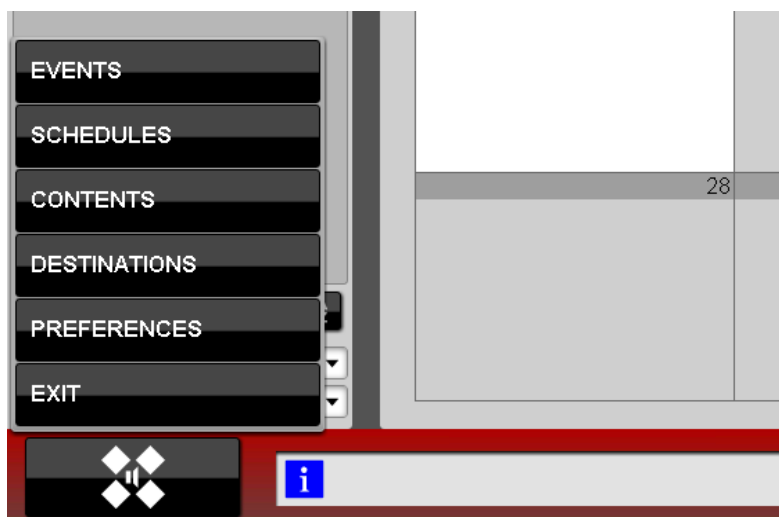 EVENTS
SCHEDULES
28
CONTENTS
DESTINATIONS
PREFERENCES
EXIT
i